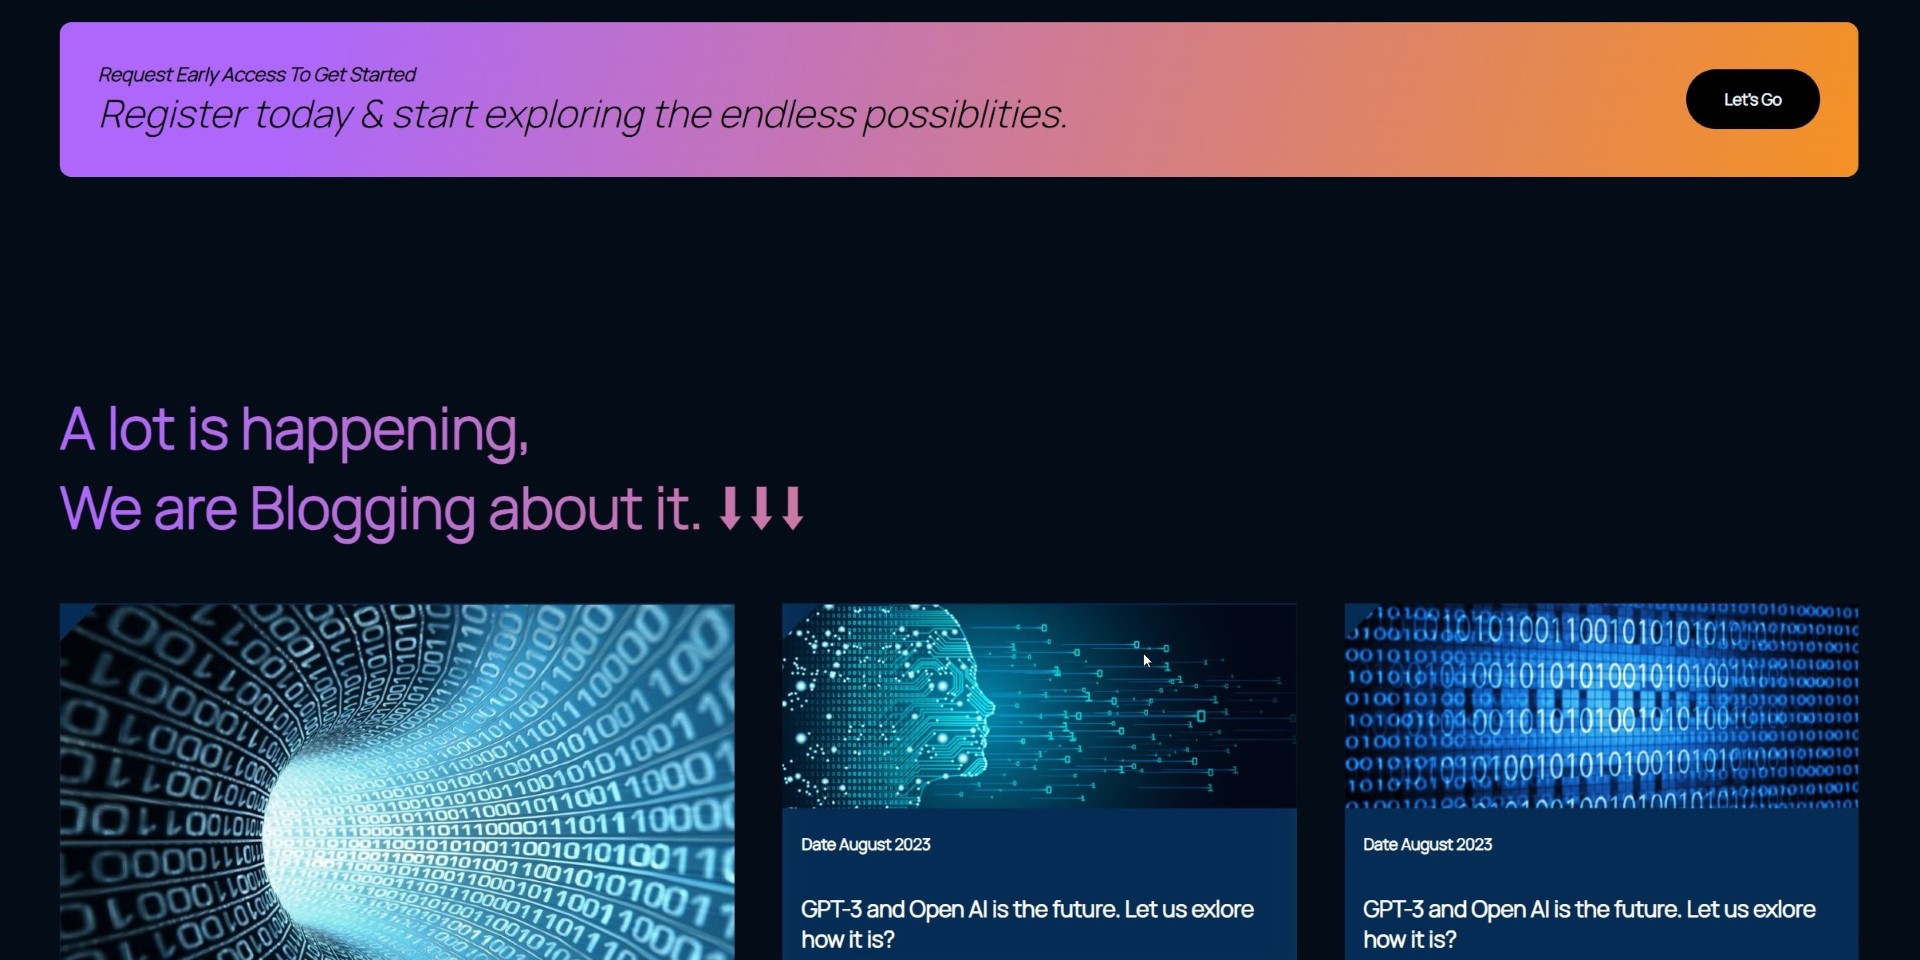 Request Early Access To Get Started
Register today & start exploring the endless possiblities.
Let's Go
A lot is happening,
We are Blogging about it. ⬇⬇⬇
Date August 2023
GPT-3 and Open AI is the future. Let us exlore
how it is?
Date August 2023
GPT-3 and Open AI is the future. Let us exlore
how it is?